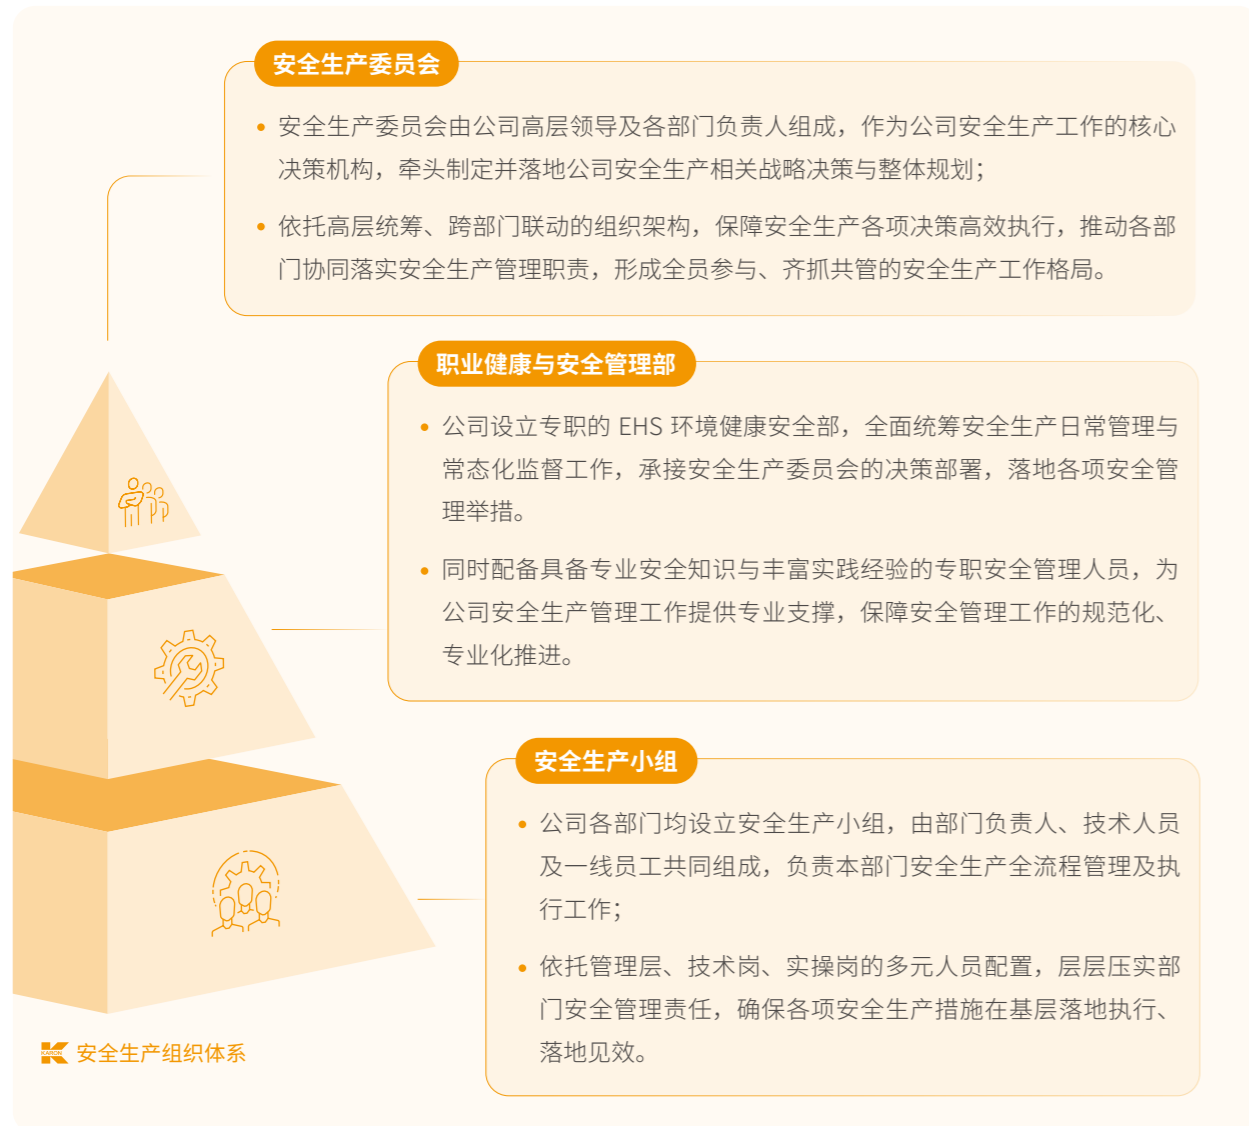 安全生产委员会
• 安全生产委员会由公司高层领导及各部门负责人组成，作为公司安全生产工作的核心
决策机构，牵头制定并落地公司安全生产相关战略决策与整体规划；
• 依托高层统筹、跨部门联动的组织架构，保障安全生产各项决策高效执行，推动各部
门协同落实安全生产管理职责，形成全员参与、齐抓共管的安全生产工作格局。
职业健康与安全管理部
• 公司设立专职的 EHS 环境健康安全部，全面统筹安全生产日常管理与
常态化监督工作，承接安全生产委员会的决策部署，落地各项安全管
理举措。
• 同时配备具备专业安全知识与丰富实践经验的专职安全管理人员，为
公司安全生产管理工作提供专业支撑，保障安全管理工作的规范化、
专业化推进。
安全生产小组
• 公司各部门均设立安全生产小组，由部门负责人、技术人员
及一线员工共同组成，负责本部门安全生产全流程管理及执
行工作；
• 依托管理层、技术岗、实操岗的多元人员配置，层层压实部
门安全管理责任，确保各项安全生产措施在基层落地执行、
落地见效。
KARON 安全生产组织体系